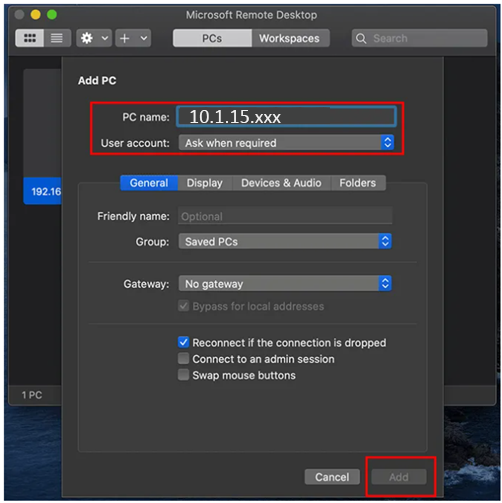 Microsoft Remote Desktop
PCs Workspaces Search
Add PC
PC name: 10.1.15.xxx
User account: Ask when required
192.16
General Display Devices & Audio Folders
Friendly name: Optional
Group: Saved PCs
Gateway: No gateway
Bypass for local addresses
Reconnect if the connection is dropped
Connect to an admin session
Swap mouse buttons
1 PC
Cancel Add